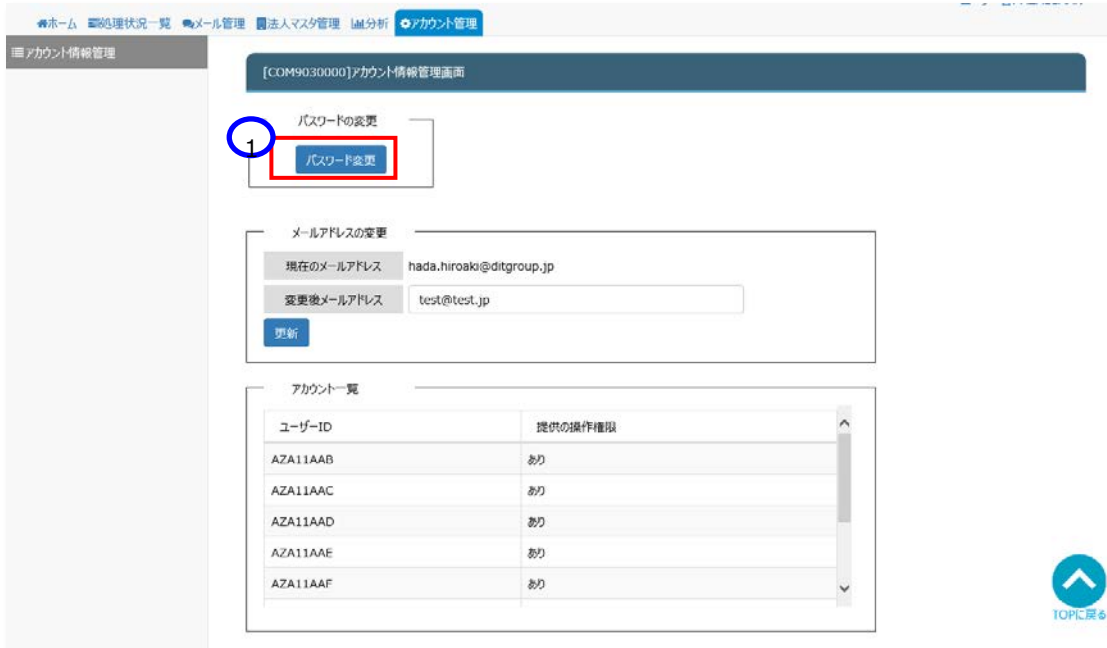 ホーム 処理状況一覧 メール管理 法人マスタ管理 分析 アカウント管理
アカウント情報管理
[COM9030000]アカウント情報管理画面
パスワードの変更
1
パスワード変更
メールアドレスの変更
現在のメールアドレス hada.hiroaki@ditgroup.jp
変更後メールアドレス test@test.jp
更新
アカウント一覧
ユーザーID 提供の操作権限
AZA11AAB あり
AZA11AAC あり
AZA11AAD あり
AZA11AAE あり
AZA11AAF あり
TOPに戻る